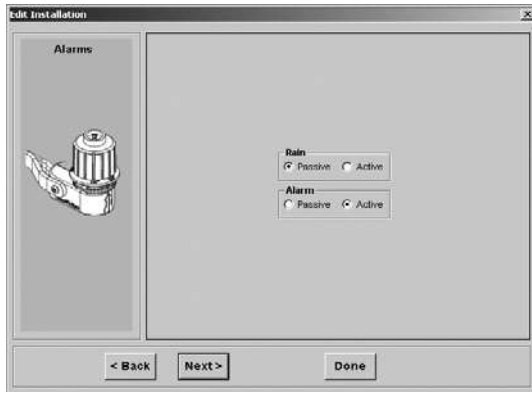 Edit Installation
Alarms
Rain
Passive Active
Alarm
Passive Active
< Back Next > Done